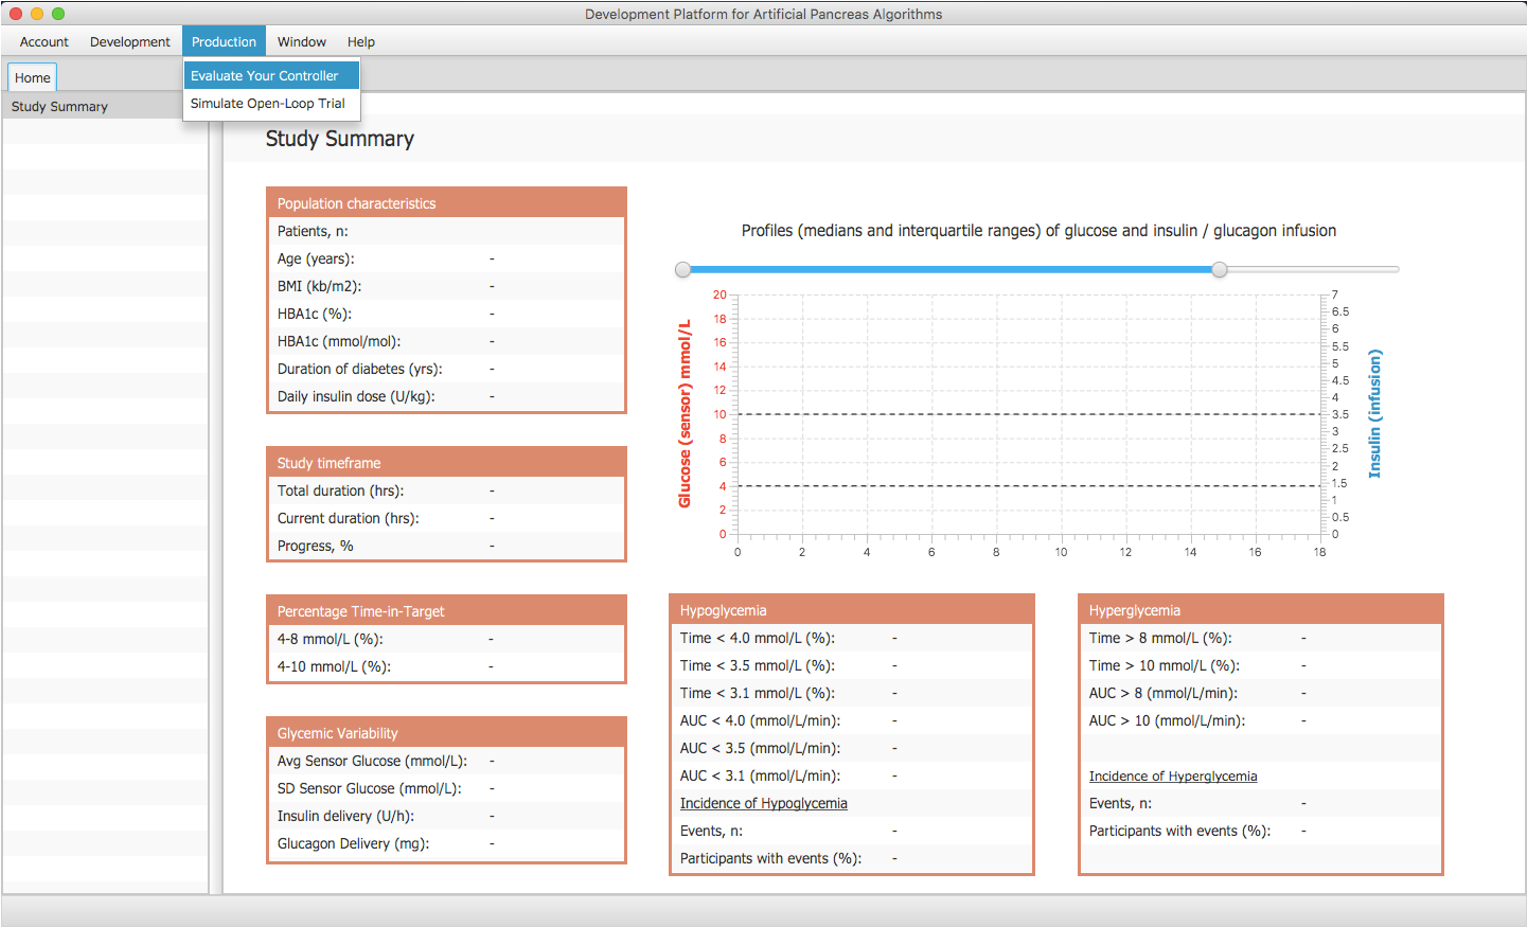 Development Platform for Artificial Pancreas Algorithms
Account Development Production Window Help
Evaluate Your Controller
Simulate Open-Loop Trial
Home
Study Summary
Study Summary
Population characteristics
Patients, n:
Age (years): -
BMI (kb/m2): -
HBA1c (%): -
HBA1c (mmol/mol): -
Duration of diabetes (yrs): -
Daily insulin dose (U/kg): -
Study timeframe
Total duration (hrs): -
Current duration (hrs): -
Progress, % -
Percentage Time-in-Target
4-8 mmol/L (%): -
4-10 mmol/L (%): -
Glycemic Variability
Avg Sensor Glucose (mmol/L): -
SD Sensor Glucose (mmol/L): -
Insulin delivery (U/h): -
Glucagon Delivery (mg): -
Profiles (medians and interquartile ranges) of glucose and insulin / glucagon infusion
Glucose (sensor) mmol/L
20
18
16
14
12
10
8
6
4
2
0
0 2 4 6 8 10 12 14 16 18
7
6.5
6
5.5
5
4.5
4
3.5
3
2.5
2
1.5
1
0.5
0
Insulin (infusion)
Hypoglycemia
Time < 4.0 mmol/L (%): -
Time < 3.5 mmol/L (%): -
Time < 3.1 mmol/L (%): -
AUC < 4.0 (mmol/L/min): -
AUC < 3.5 (mmol/L/min): -
AUC < 3.1 (mmol/L/min): -
Incidence of Hypoglycemia
Events, n: -
Participants with events (%): -
Hyperglycemia
Time > 8 mmol/L (%): -
Time > 10 mmol/L (%): -
AUC > 8 (mmol/L/min): -
AUC > 10 (mmol/L/min): -
Incidence of Hyperglycemia
Events, n: -
Participants with events (%): -